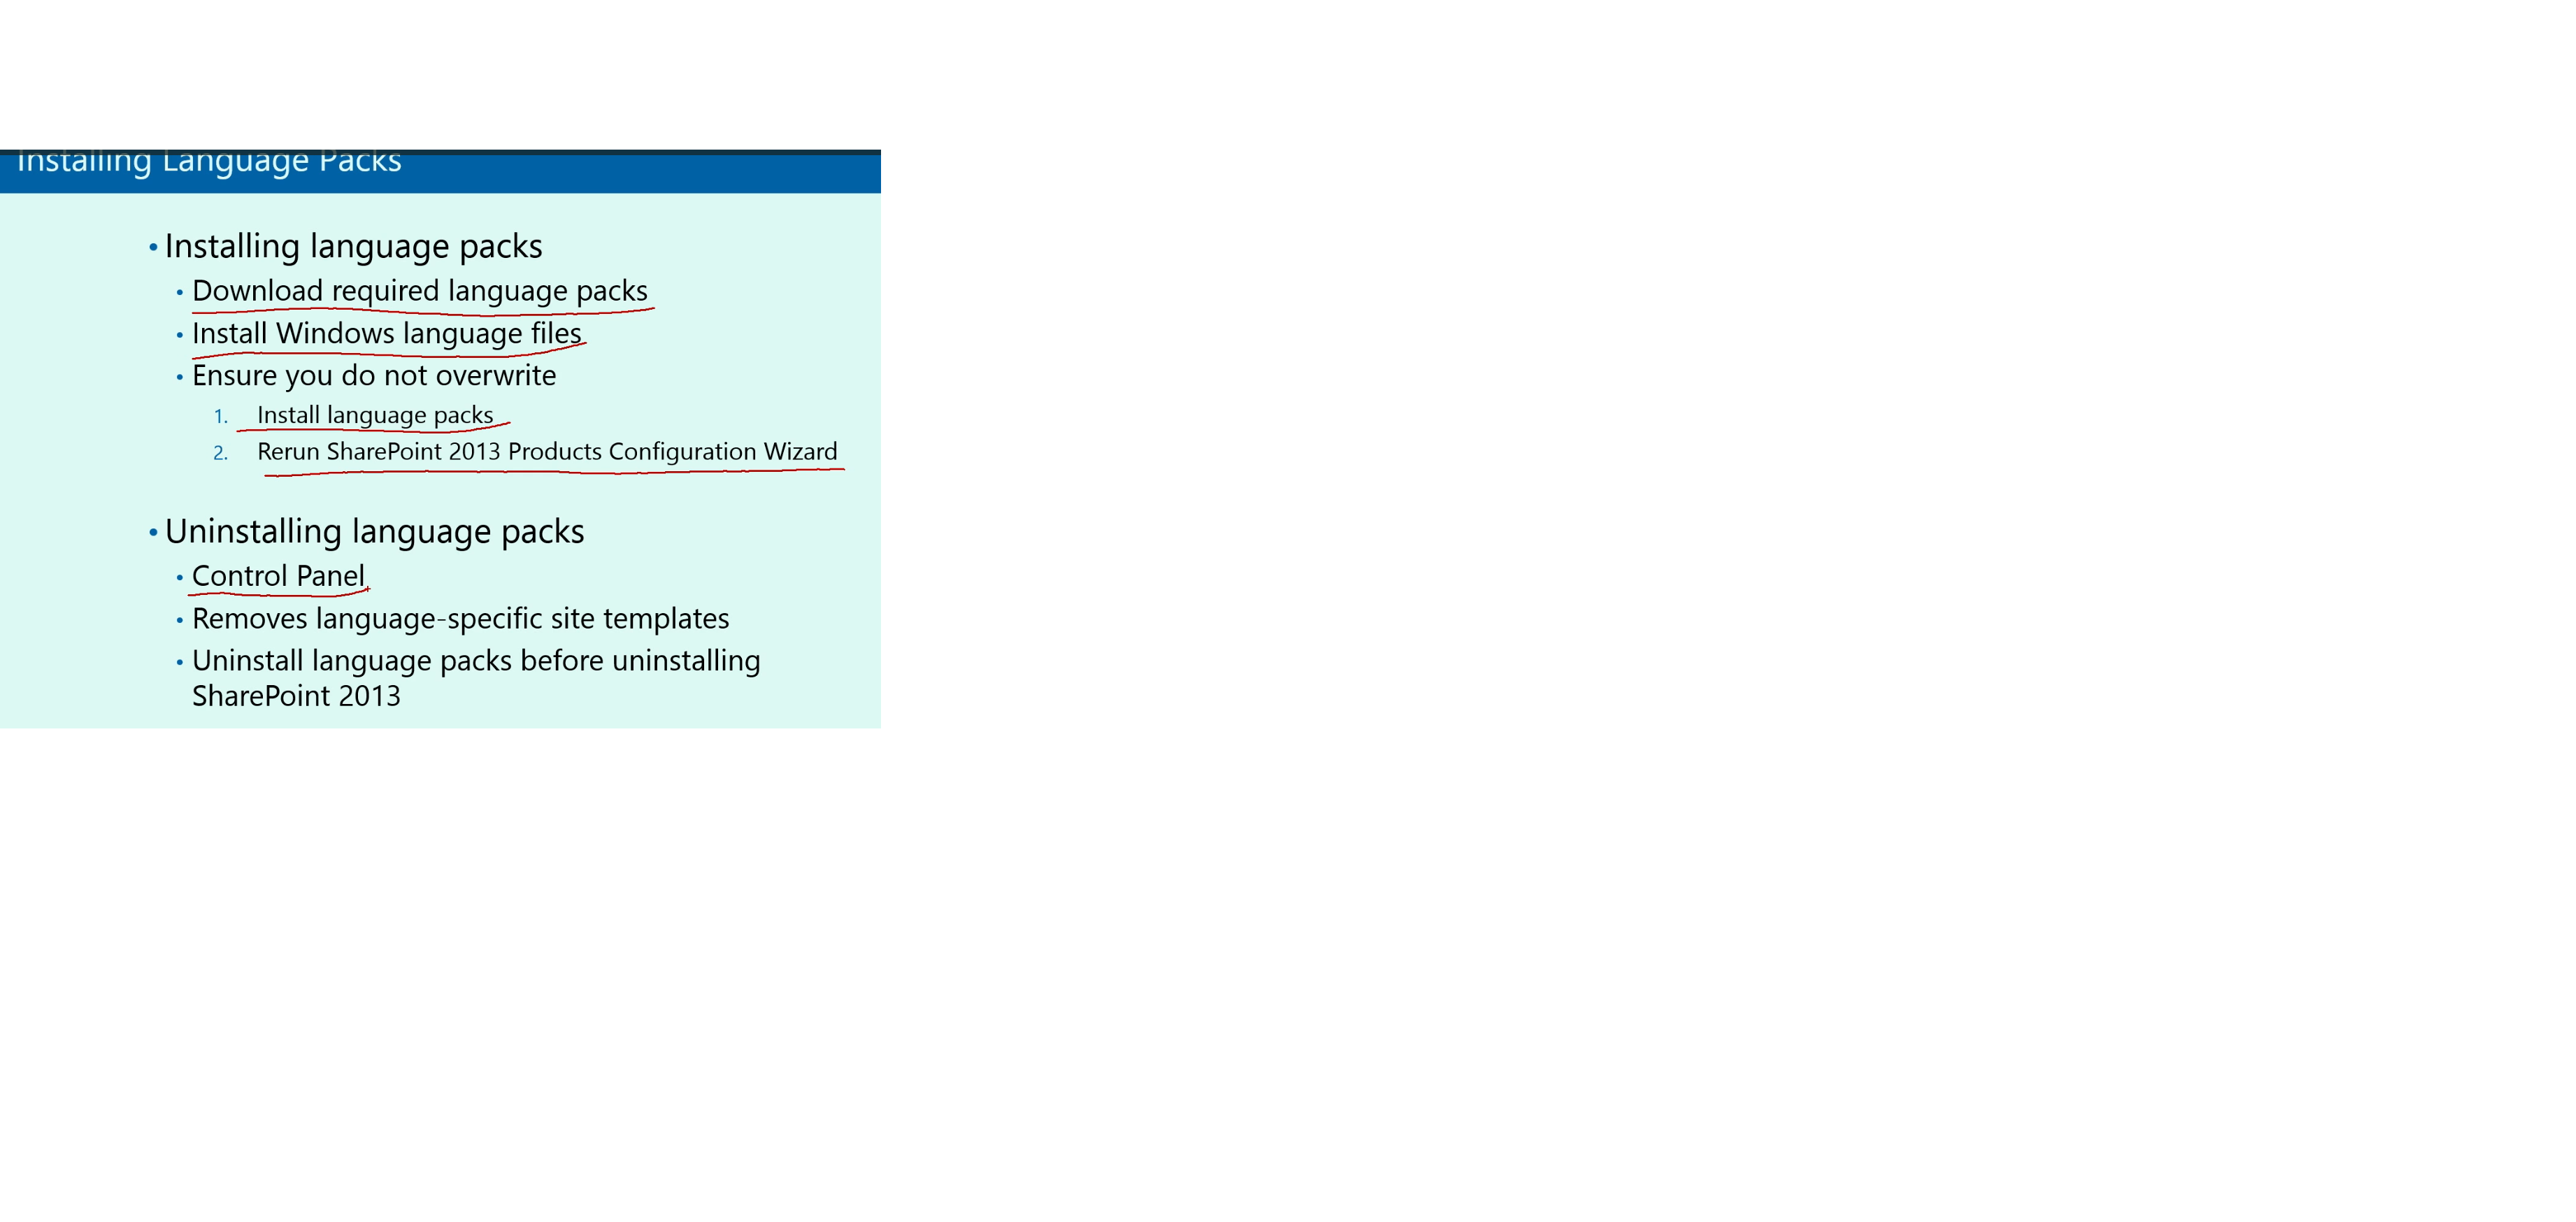 Installing Language Packs
• Installing language packs
• Download required language packs
• Install Windows language files
• Ensure you do not overwrite
1. Install language packs
2. Rerun SharePoint 2013 Products Configuration Wizard
• Uninstalling language packs
• Control Panel
• Removes language-specific site templates
• Uninstall language packs before uninstalling
SharePoint 2013